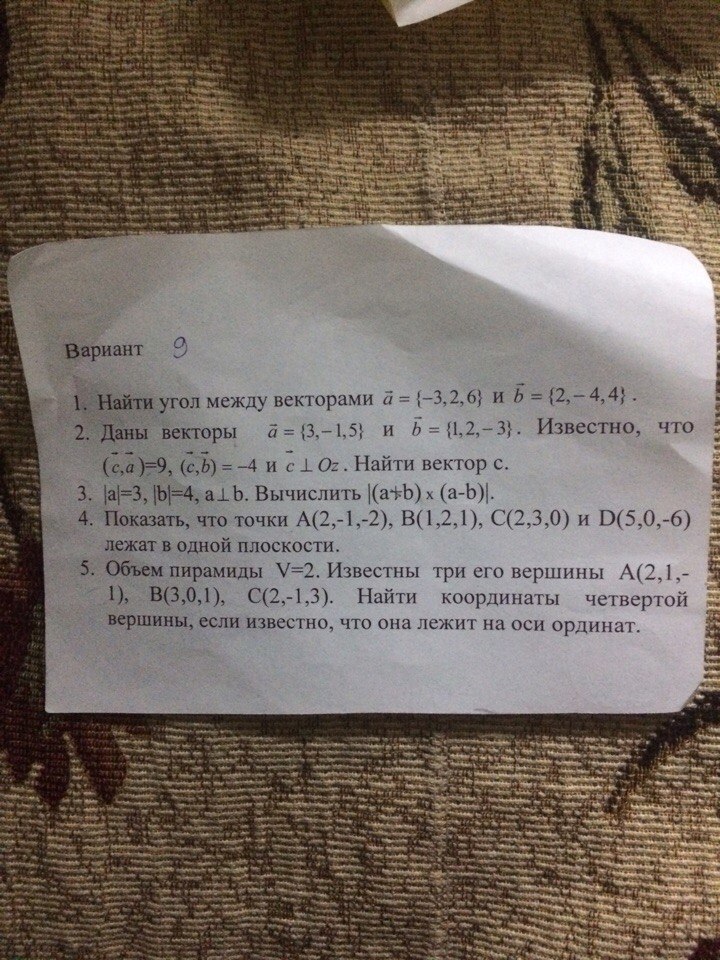 Вариант 9
1. Найти угол между векторами a⃗ = {−3, 2, 6} и b⃗ = {2, − 4, 4} .
2. Даны векторы a⃗ = {3, −1, 5} и b⃗ = {1, 2, − 3} . Известно, что
(c⃗,a⃗)=9, (c⃗,b⃗) = −4 и c⃗ ⊥ Oz . Найти вектор с.
3. |a|=3, |b|=4, a⊥b. Вычислить |(a+b) x (a-b)|.
4. Показать, что точки A(2,-1,-2), B(1,2,1), C(2,3,0) и D(5,0,-6)
лежат в одной плоскости.
5. Объем пирамиды V=2. Известны три его вершины A(2,1,-
1), B(3,0,1), C(2,-1,3). Найти координаты четвертой
вершины, если известно, что она лежит на оси ординат.